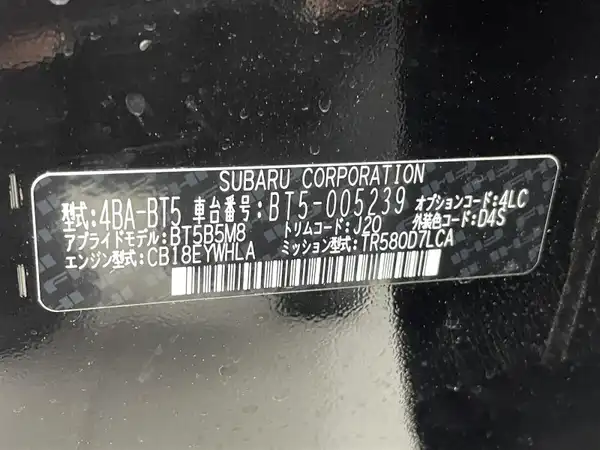 SUBARU CORPORATION
型式:4BA-BT5 車台番号:BT5-005239 オプションコード:4LC
アプライドモデル:BT5B5M8 トリムコード:J20 外装色コード:D4S
エンジン型式:CB18EYWHLA ミッション型式:TR580D7LCA